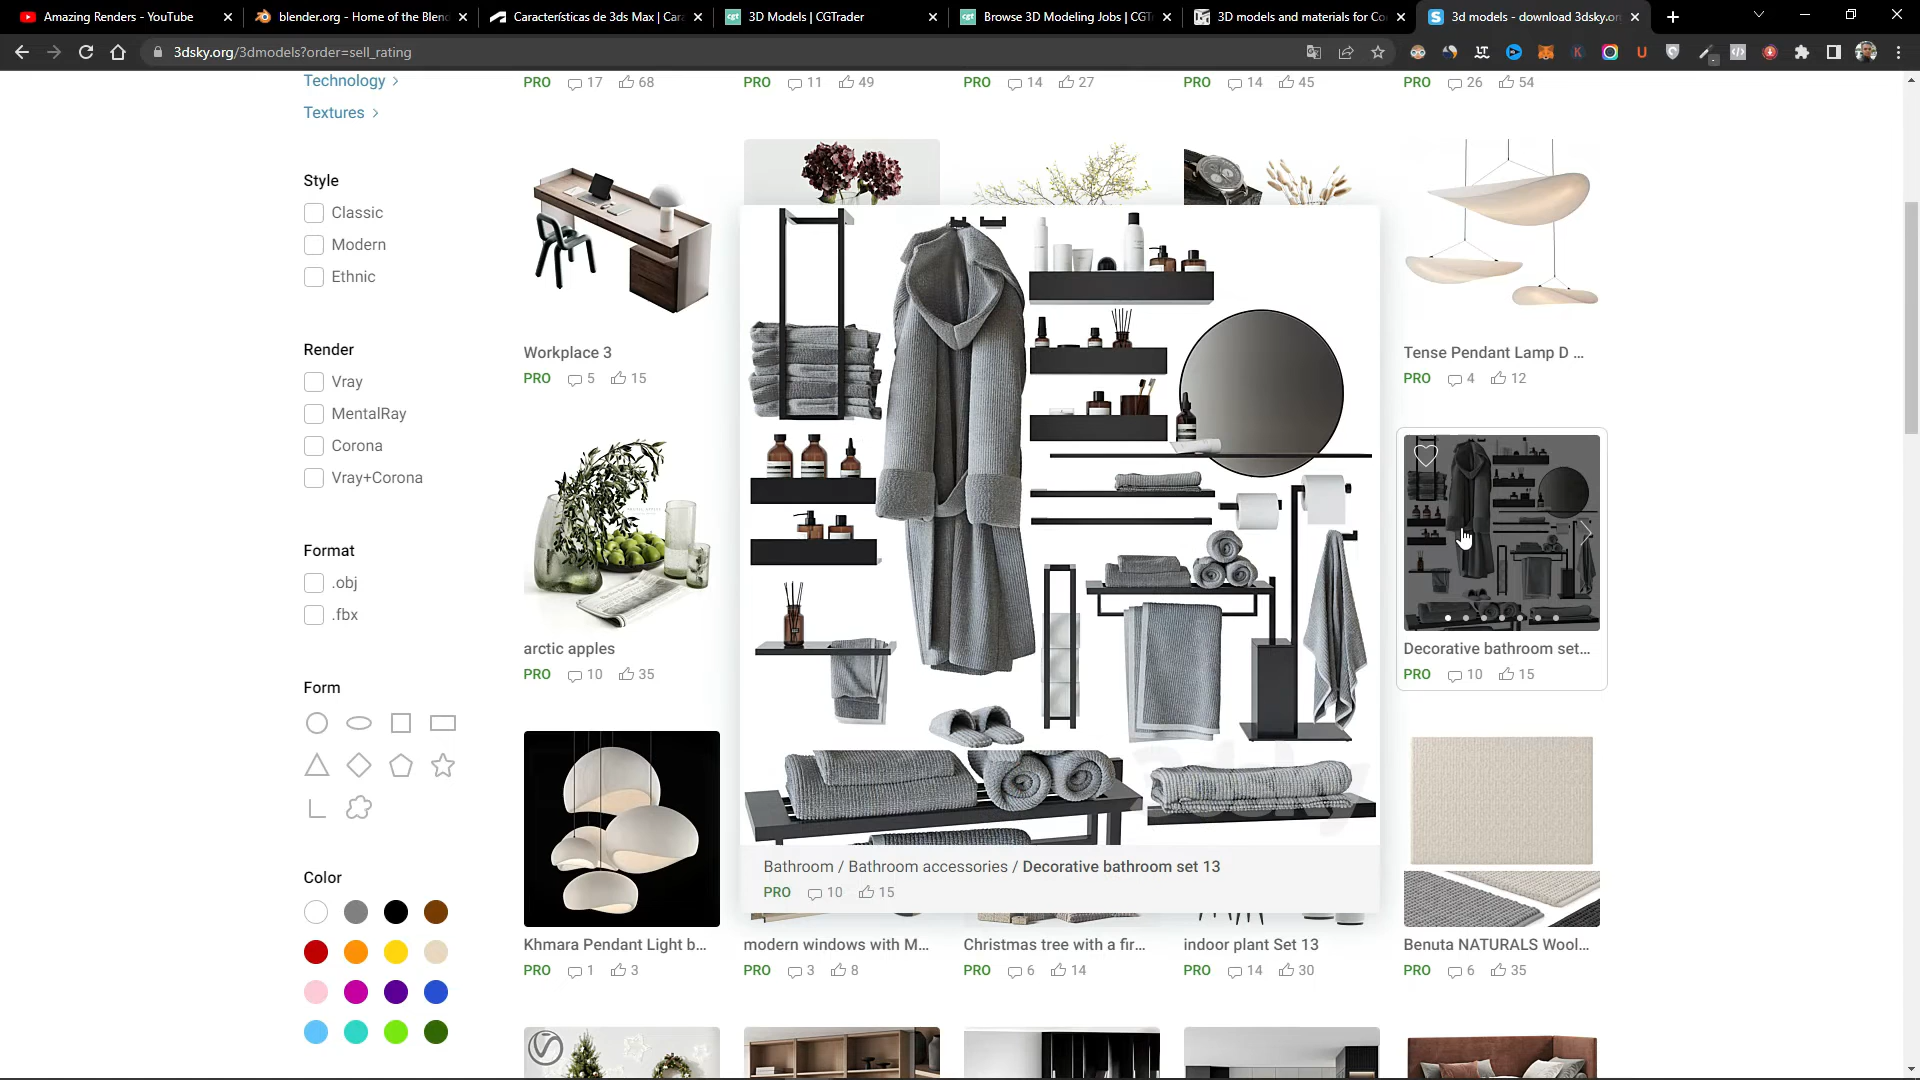 Amazing Renders - YouTube
blender.org - Home of the Blen
Características de 3ds Max | Car
3D Models | CGTrader
Browse 3D Modeling Jobs | CGT
3D models and materials for Co
3d models - download 3dsky.or
3dsky.org/3dmodels?order=sell_rating
Technology >
PRO 17 68
PRO 11 49
PRO 14 27
PRO 14 45
PRO 26 54
Textures >
Style
Classic
Modern
Ethnic
Render
Vray
MentalRay
Corona
Vray+Corona
Format
.obj
.fbx
Form
Color
Workplace 3
PRO 5 15
Tense Pendant Lamp D ...
PRO 4 12
arctic apples
PRO 10 35
Decorative bathroom set...
PRO 10 15
3dsky
Bathroom / Bathroom accessories / Decorative bathroom set 13
PRO 10 15
Khmara Pendant Light b...
PRO 1 3
modern windows with M...
PRO 3 8
Christmas tree with a fir...
PRO 6 14
indoor plant Set 13
PRO 14 30
Benuta NATURALS Wool...
PRO 6 35